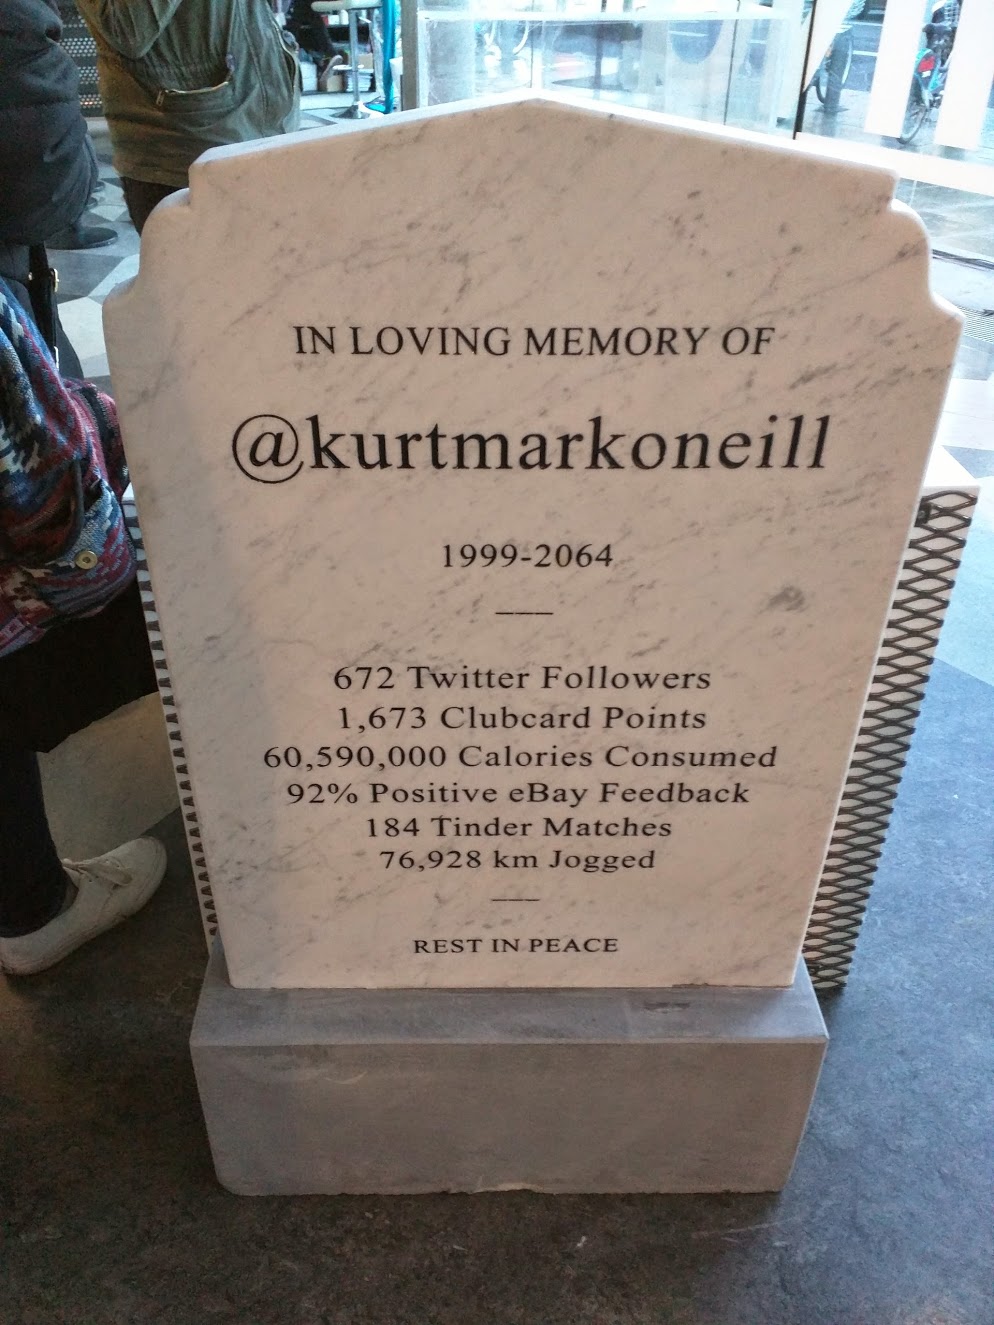 IN LOVING MEMORY OF
@kurtmarkoneill
1999-2064
672 Twitter Followers
1,673 Clubcard Points
60,590,000 Calories Consumed
92% Positive eBay Feedback
184 Tinder Matches
76,928 km Jogged
REST IN PEACE